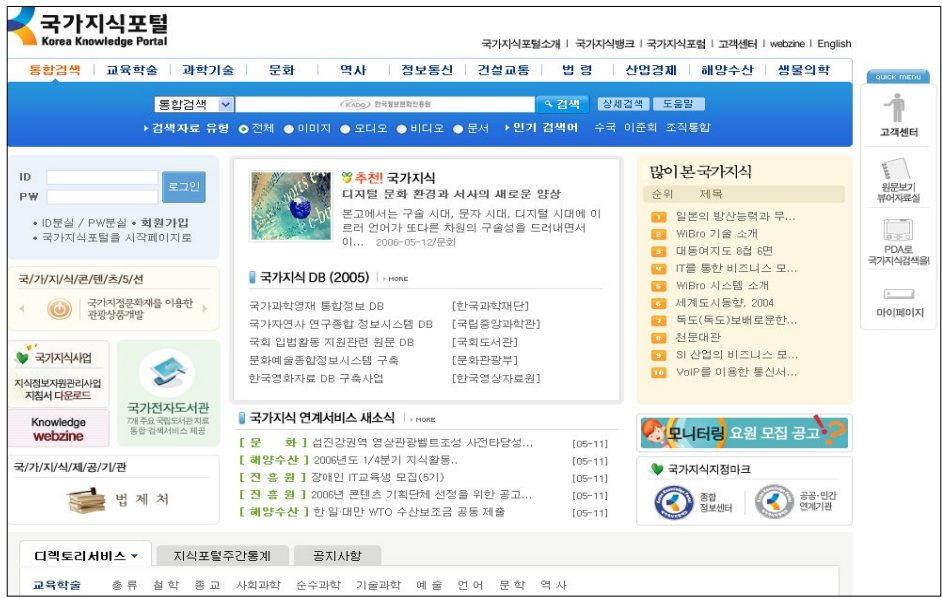 국가지식포털
Korea Knowledge Portal
국가지식포털소개 | 국가지식뱅크 | 국가지식포럼 | 고객센터 | webzine | English
통합검색 | 교육학술 | 과학기술 | 문화 | 역사 | 정보통신 | 건설교통 | 법 령 | 산업경제 | 해양수산 | 생물의학
통합검색 KADO 한국정보문화진흥원 검색 상세검색 도움말
검색자료 유형 전체 이미지 오디오 비디오 문서 인기 검색어 수국 이준희 조직통합
QUICK MENU
고객센터
원문보기
뷰어자료실
PDA로
국가지식검색을!
마이페이지
ID
PW
로그인
• ID분실 / PW분실 • 회원가입
• 국가지식포털을 시작페이지로
국/가/지/식/콘/텐/츠/5/선
국가지정문화재를 이용한
관광상품개발
국가지식사업
지식정보자원관리사업
지침서 다운로드
Knowledge
webzine
국가전자도서관
7개 주요 국립도서관 자료
통합 검색서비스 제공
국/가/지/식/제/공/기/관
법 제 처
추천! 국가지식
디지털 문화 환경과 서사의 새로운 양상
본고에서는 구술 시대, 문자 시대, 디지털 시대에 이
르러 언어가 또다른 차원의 구술성을 드러내면서
이... 2006-05-12/문화
국가지식 DB (2005) | MORE
국가과학영재 통합정보 DB [한국과학재단]
국가자연사 연구종합 정보시스템 DB [국립중앙과학관]
국회 입법활동 지원관련 원문 DB [국회도서관]
문화예술종합정보시스템 구축 [문화관광부]
한국영화자료 DB 구축사업 [한국영상자료원]
국가지식 연계서비스 새소식 | MORE
[ 문 화 ] 섬진강권역 영상관광벨트조성 사전타당성... [05-11]
[ 해양수산 ] 2006년도 1/4분기 지식활동.. [05-11]
[ 진 흥 원 ] 장애인 IT교육생 모집(5기) [05-11]
[ 진 흥 원 ] 2006년 콘텐츠 기획단체 선정을 위한 공고... [05-11]
[ 해양수산 ] 한·일·대만 WTO 수산보조금 공동 제출 [05-11]
많이 본 국가지식
순위 제목
1 일본의 방산능력과 무...
2 WiBro 기술 소개
3 대동여지도 8첩 6면
4 IT를 통한 비즈니스 모...
5 WiBro 시스템 소개
6 세계도시동향, 2004
7 독도(독도)보배로운한...
8 천문대관
9 SI 산업의 비즈니스 모...
10 VoIP를 이용한 통신서...
모니터링 요원 모집 공고
국가지식지정마크
종합
정보센터
공공·민간
연계기관
디렉토리서비스 지식포털주간통계 공지사항
교육학술 총 류 철 학 종 교 사회과학 순수과학 기술과학 예 술 언 어 문 학 역 사